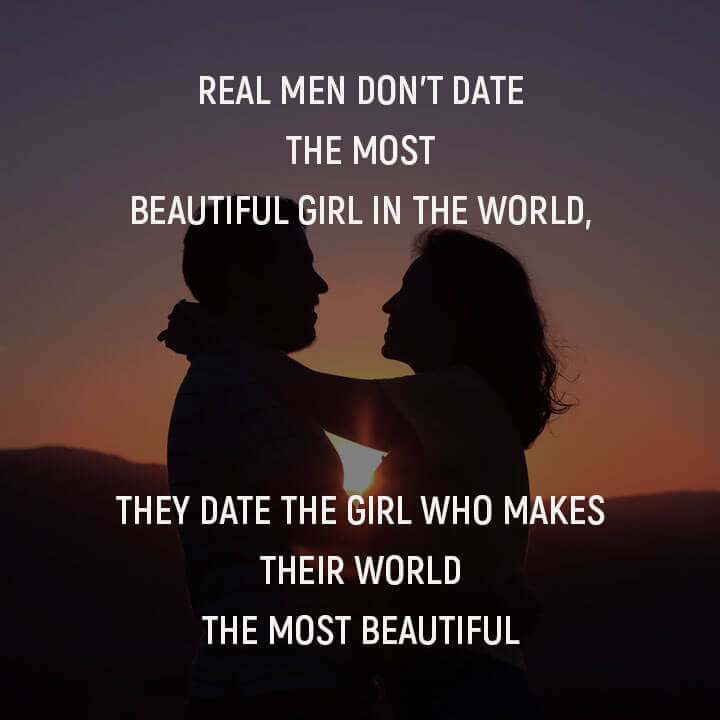 REAL MEN DON'T DATE
THE MOST
BEAUTIFUL GIRL IN THE WORLD,
THEY DATE THE GIRL WHO MAKES
THEIR WORLD
THE MOST BEAUTIFUL